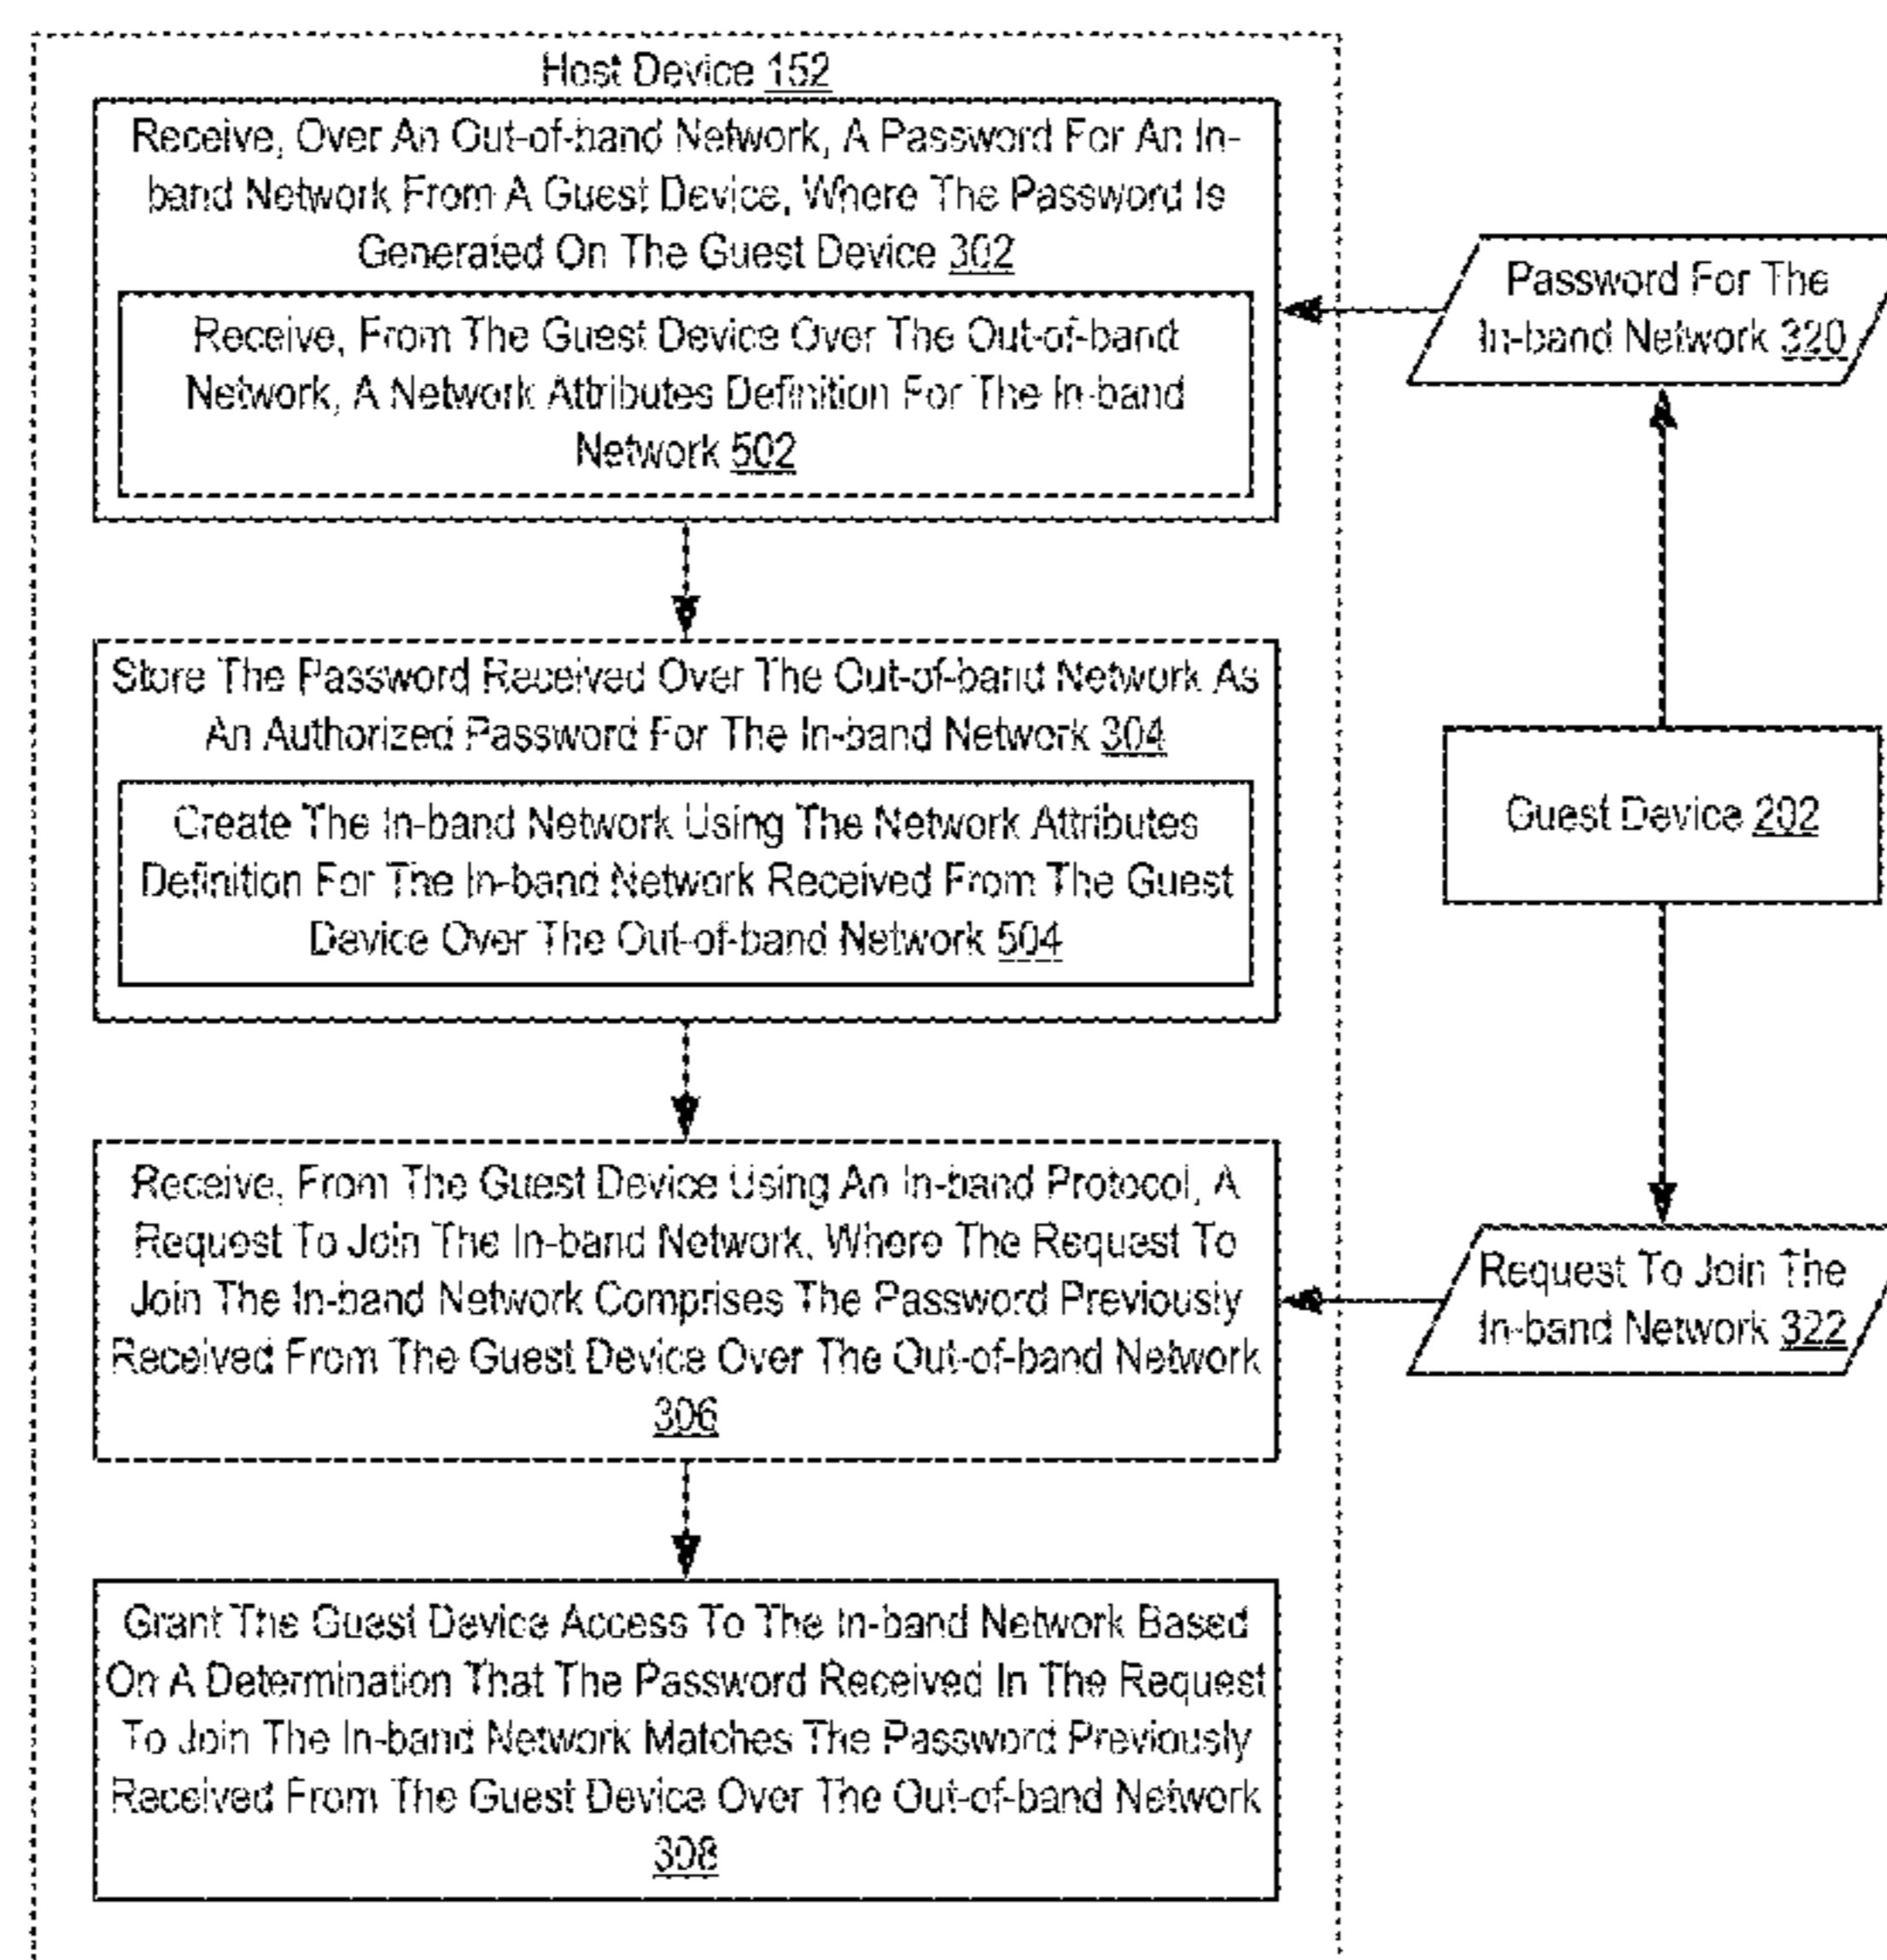 Host Device 152
Receive, Over An Out-of-band Network, A Password For An In-
band Network From A Guest Device, Where The Password Is
Generated On The Guest Device 302
Receive, From The Guest Device Over The Out-of-band
Network, A Network Attributes Definition For The In-band
Network 502
Password For The
In-band Network 320
Store The Password Received Over The Out-of-band Network As
An Authorized Password For The In-band Network 304
Create The In-band Network Using The Network Attributes
Definition For The In-band Network Received From The Guest
Device Over The Out-of-band Network 504
Guest Device 202
Receive, From The Guest Device Using An In-band Protocol, A
Request To Join The In-band Network, Where The Request To
Join The In-band Network Comprises The Password Previously
Received From The Guest Device Over The Out-of-band Network
306
Request To Join The
In-band Network 322
Grant The Guest Device Access To The In-band Network Based
On A Determination That The Password Received In The Request
To Join The In-band Network Matches The Password Previously
Received From The Guest Device Over The Out-of-band Network
308